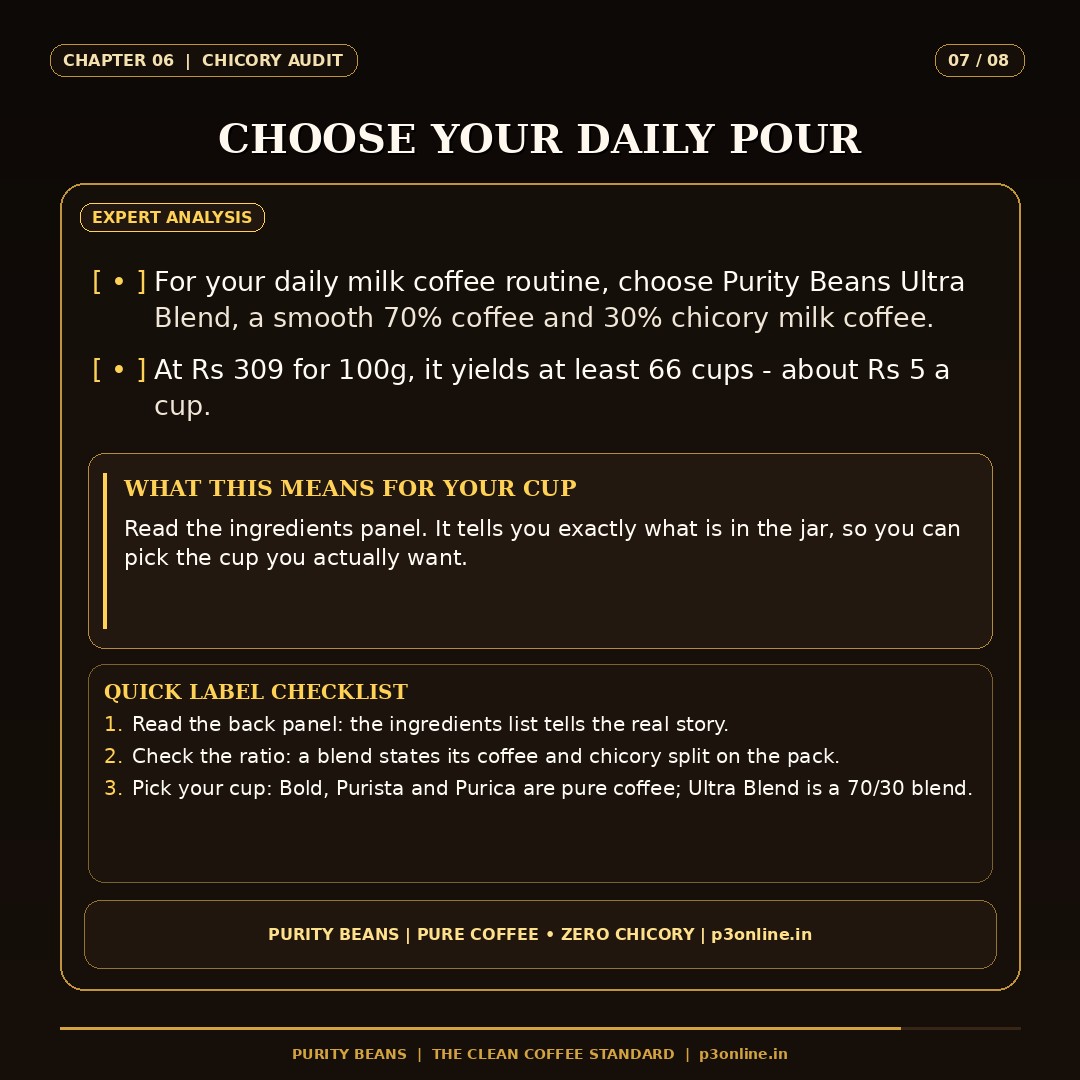 CHAPTER 06 | CHICORY AUDIT
07 / 08
CHOOSE YOUR DAILY POUR
EXPERT ANALYSIS
[ • ] For your daily milk coffee routine, choose Purity Beans Ultra
Blend, a smooth 70% coffee and 30% chicory milk coffee.
[ • ] At Rs 309 for 100g, it yields at least 66 cups - about Rs 5 a
cup.
WHAT THIS MEANS FOR YOUR CUP
Read the ingredients panel. It tells you exactly what is in the jar, so you can
pick the cup you actually want.
QUICK LABEL CHECKLIST
1. Read the back panel: the ingredients list tells the real story.
2. Check the ratio: a blend states its coffee and chicory split on the pack.
3. Pick your cup: Bold, Purista and Purica are pure coffee; Ultra Blend is a 70/30 blend.
PURITY BEANS | PURE COFFEE • ZERO CHICORY | p3online.in
PURITY BEANS | THE CLEAN COFFEE STANDARD | p3online.in